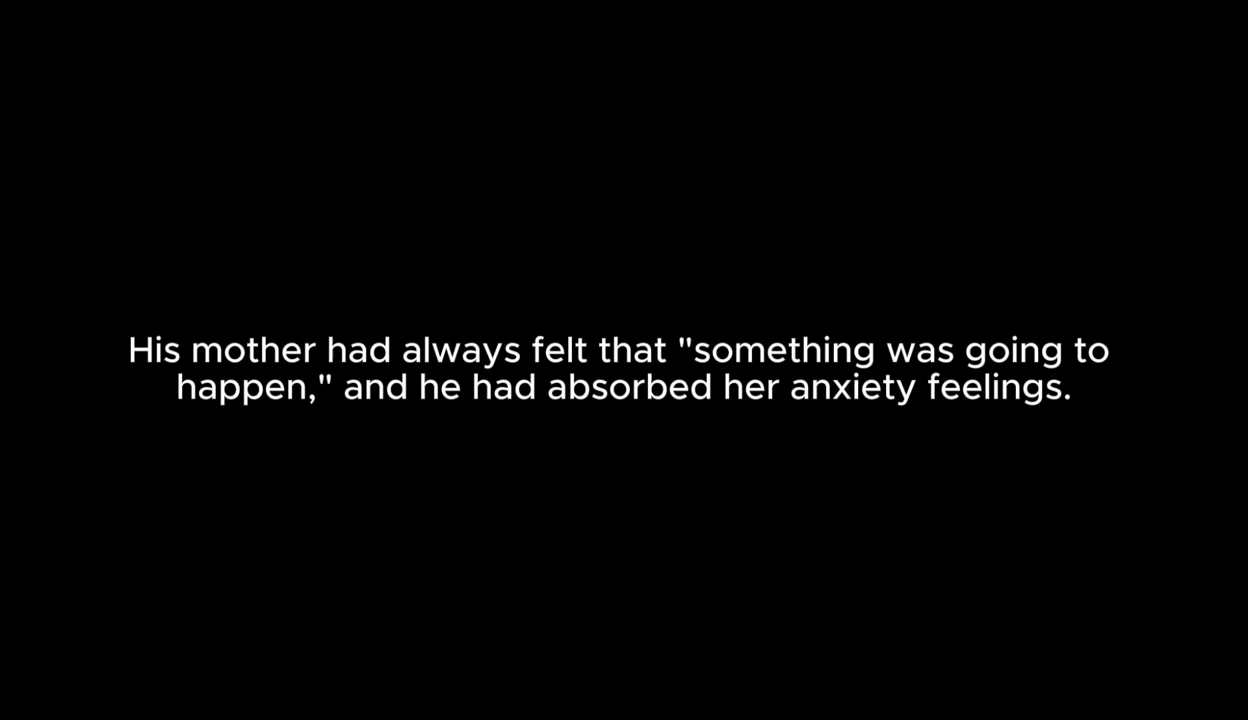 His mother had always felt that "something was going to
happen," and he had absorbed her anxiety feelings.